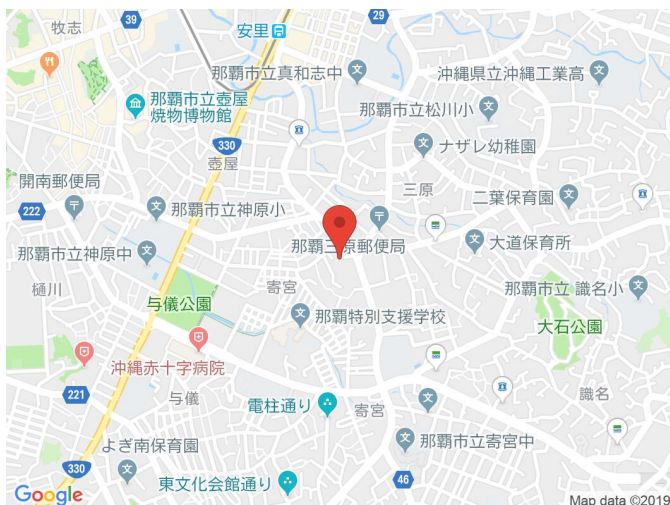 牧志
39
安里
29
那覇市立真和志中
沖縄県立沖縄工業高
那覇市立壺屋
焼物博物館
那覇市立松川小
330
ナザレ幼稚園
壺屋
開南郵便局
三原
二葉保育園
222
那覇市立神原小
那覇三原郵便局
大道保育所
那覇市立神原中
樋川
寄宮
那覇市立 識名小
与儀公園
那覇特別支援学校
大石公園
沖縄赤十字病院
221
与儀
電柱通り
寄宮
識名
よぎ南保育園
那覇市立寄宮中
330
東文化会館通り
46
Google
Map data ©2019